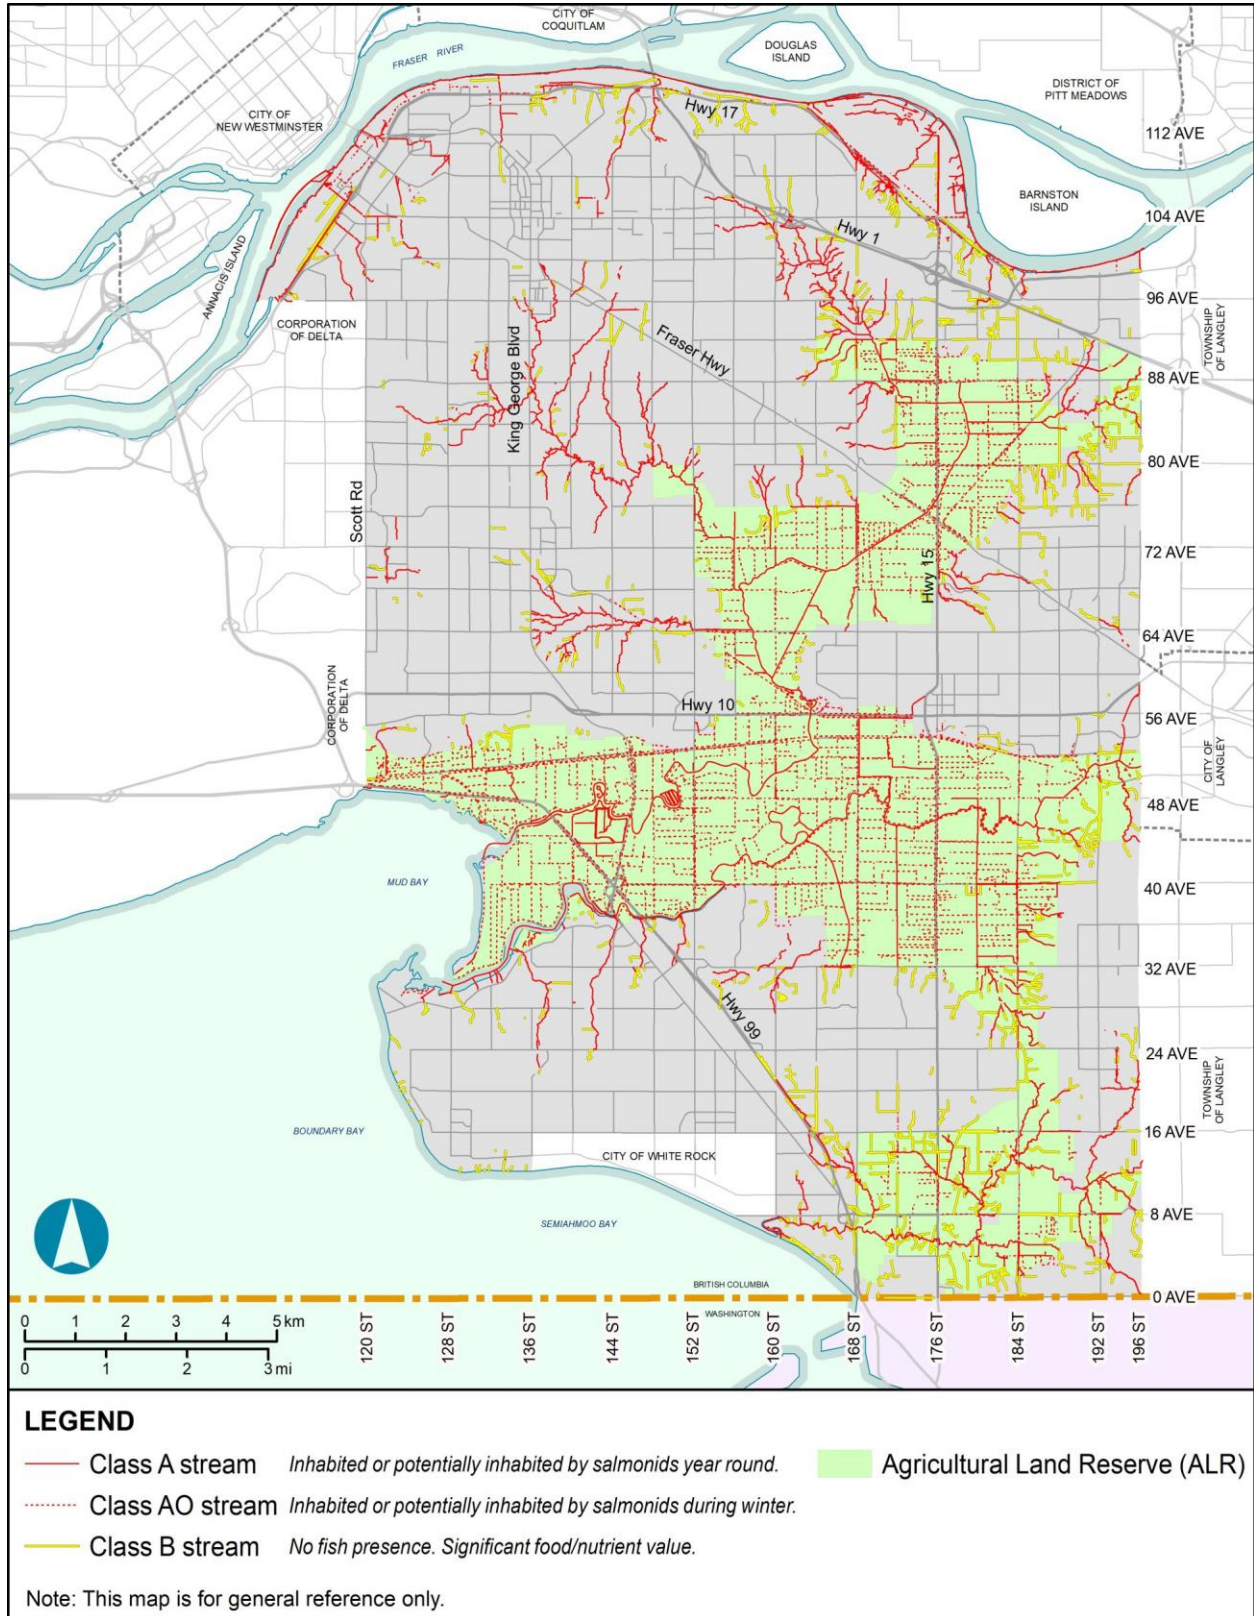 CITY OF
COQUITLAM
DOUGLAS
ISLAND
FRASER RIVER
DISTRICT OF
PITT MEADOWS
CITY OF
NEW WESTMINSTER
Hwy 17
112 AVE
BARNSTON
ISLAND
104 AVE
Hwy 1
ANNACIS ISLAND
96 AVE
CORPORATION
OF DELTA
TOWNSHIP
OF LANGLEY
King George Blvd
Fraser Hwy
88 AVE
80 AVE
Scott Rd
72 AVE
Hwy 15
64 AVE
CORPORATION
OF DELTA
Hwy 10
56 AVE
CITY OF
LANGLEY
48 AVE
MUD BAY
40 AVE
32 AVE
Hwy 99
24 AVE
TOWNSHIP
OF LANGLEY
BOUNDARY BAY
16 AVE
CITY OF WHITE ROCK
SEMIAHMOO BAY
8 AVE
BRITISH COLUMBIA
0 AVE
WASHINGTON
0 1 2 3 4 5 km
0 1 2 3 mi
120 ST
128 ST
136 ST
144 ST
152 ST
160 ST
168 ST
176 ST
184 ST
192 ST
196 ST
LEGEND
Class A stream Inhabited or potentially inhabited by salmonids year round.
Agricultural Land Reserve (ALR)
Class AO stream Inhabited or potentially inhabited by salmonids during winter.
Class B stream No fish presence. Significant food/nutrient value.
Note: This map is for general reference only.